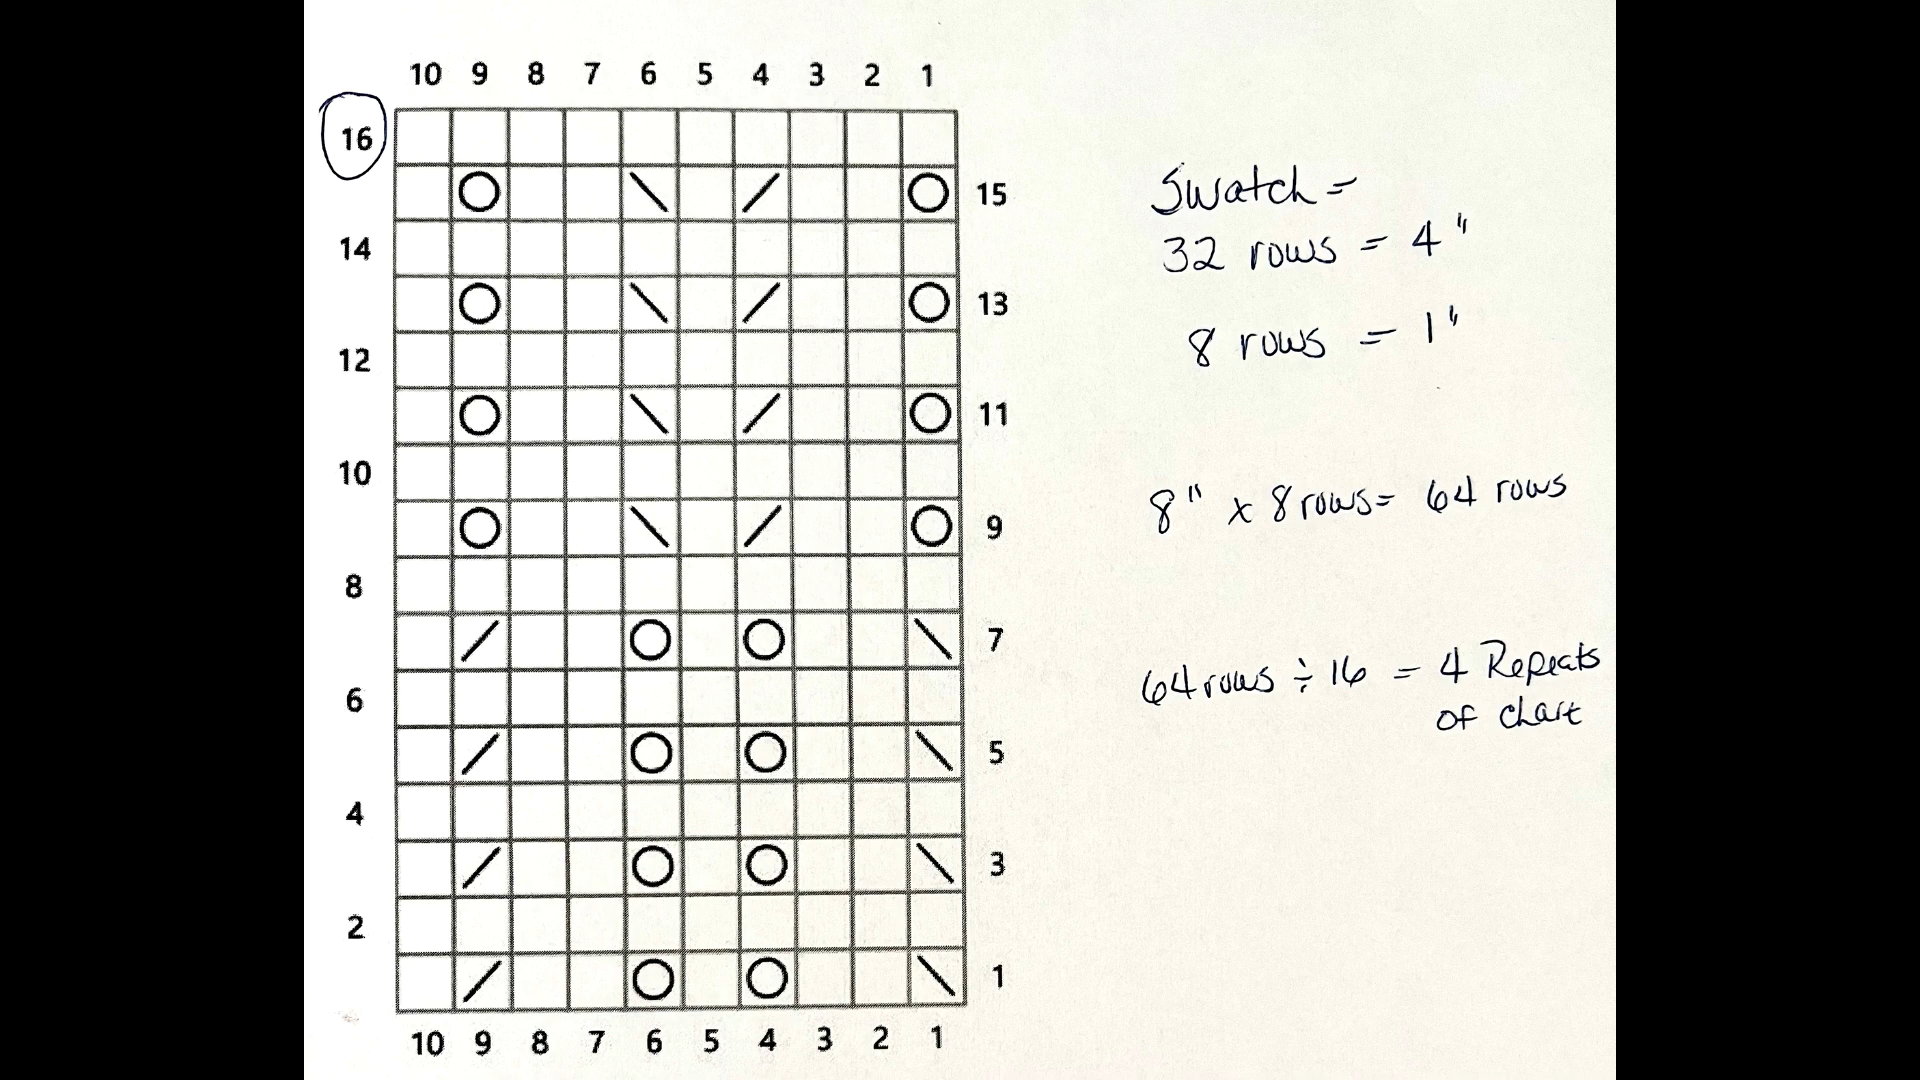 10 9 8 7 6 5 4 3 2 1
16
15
14
13
12
11
10
9
8
7
6
5
4
3
2
1
10 9 8 7 6 5 4 3 2 1
Swatch =
32 rows = 4"
8 rows = 1"
8" x 8 rows = 64 rows
64 rows ÷ 16 = 4 Repeats
of chart